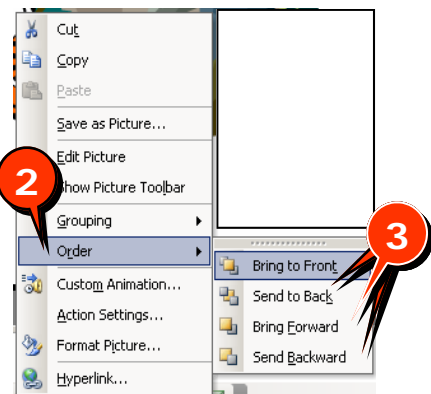 Cut
Copy
Paste
Save as Picture...
Edit Picture
2
Show Picture Toolbar
Grouping
Order
3
Bring to Front
Custom Animation...
Send to Back
Action Settings...
Bring Forward
Format Picture...
Send Backward
Hyperlink...